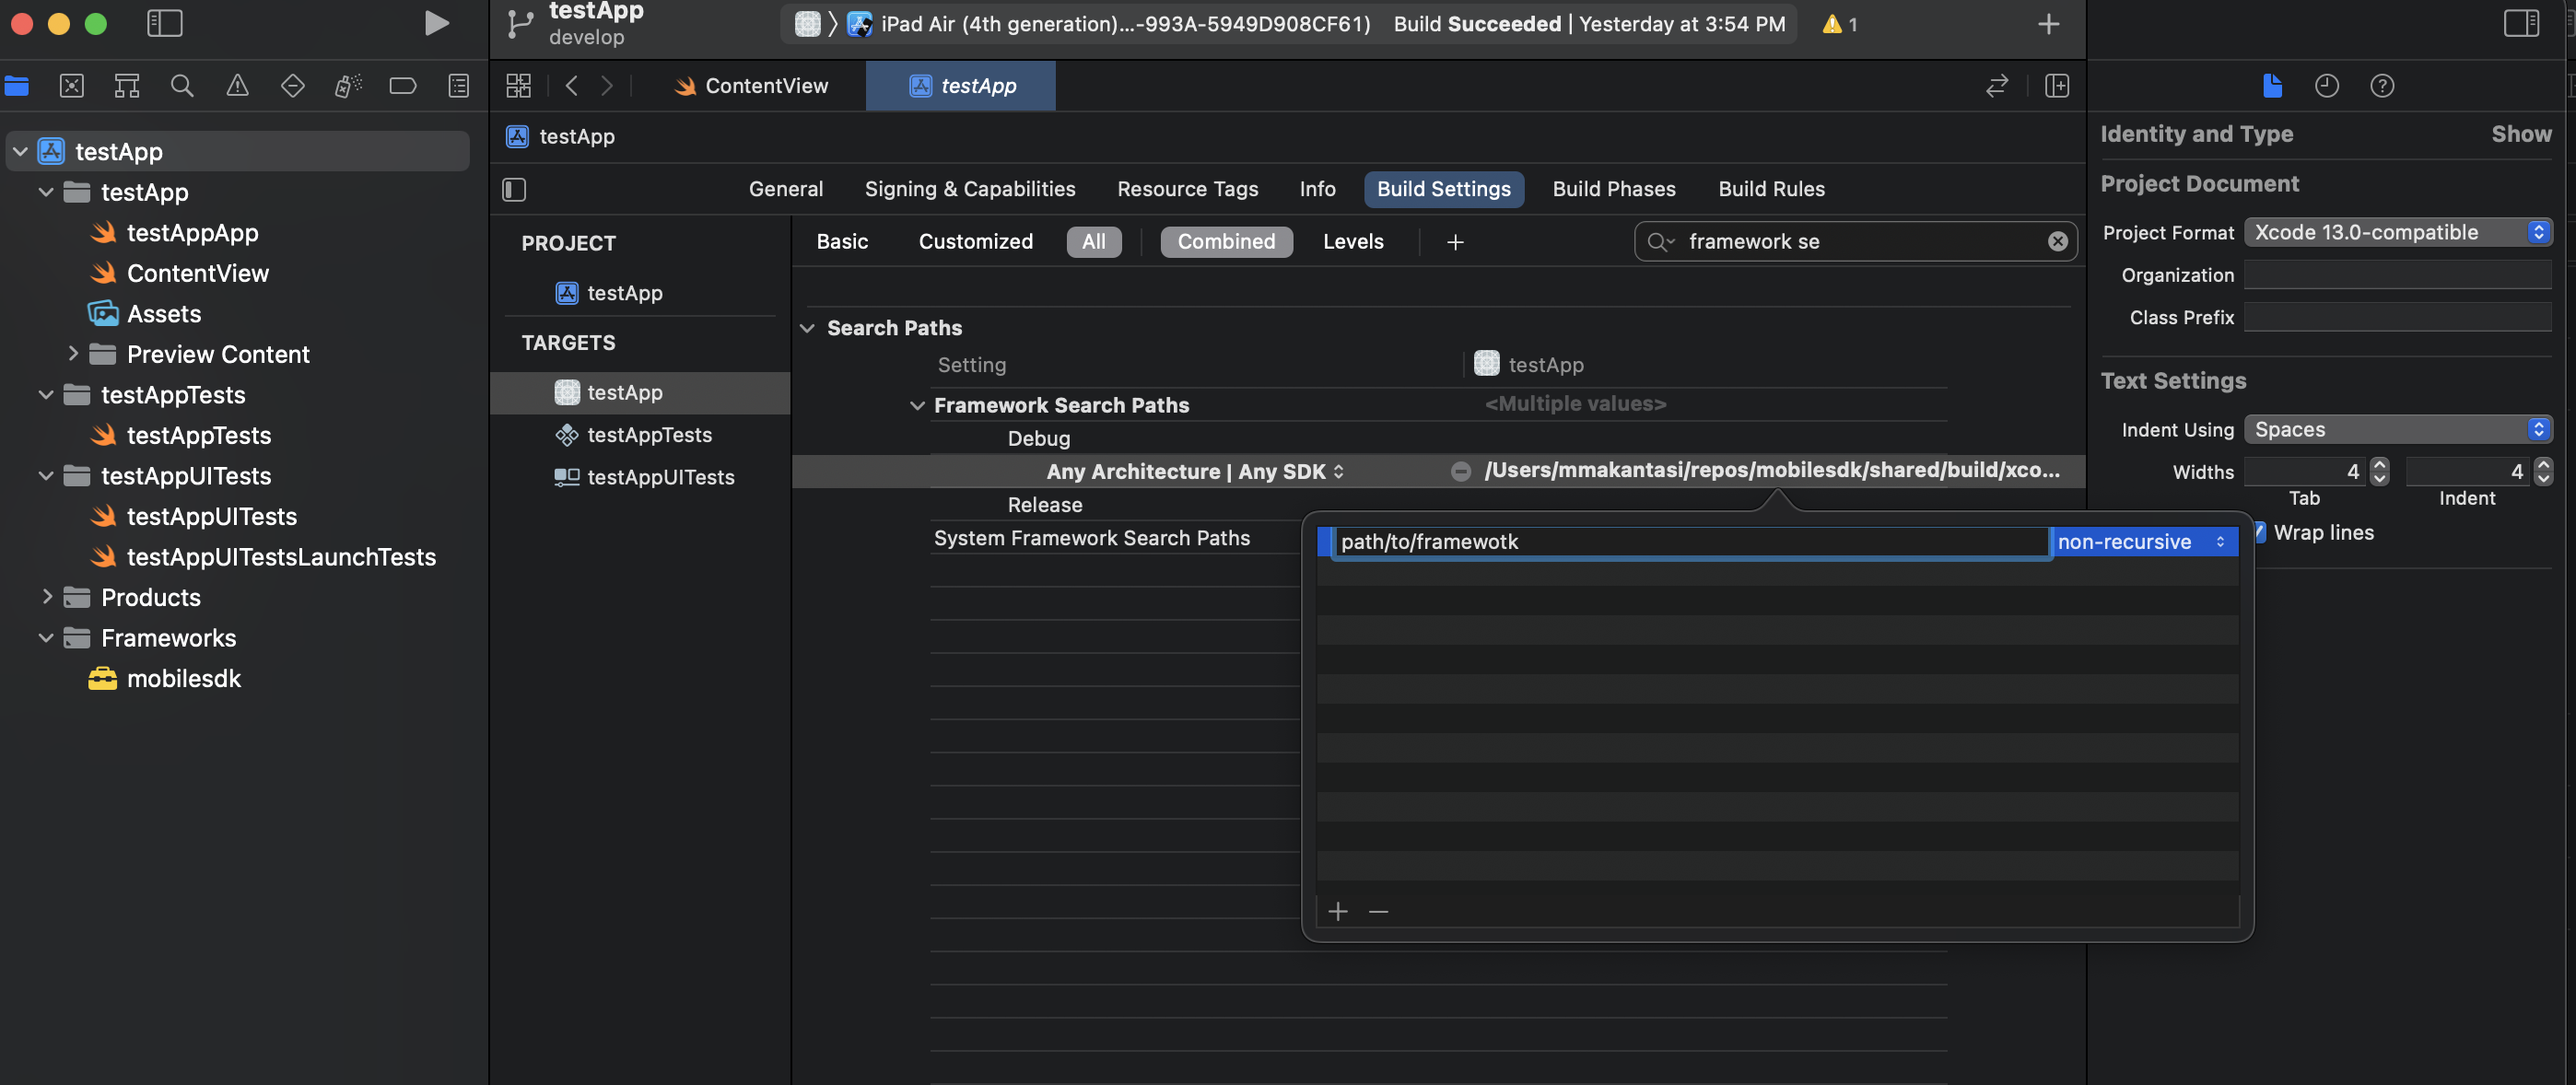 testApp
develop
iPad Air (4th generation)...-993A-5949D908CF61)
Build Succeeded | Yesterday at 3:54 PM
1
ContentView
testApp
testApp
testApp
testApp
testAppApp
ContentView
Assets
Preview Content
testAppTests
testAppTests
testAppUITests
testAppUITests
testAppUITestsLaunchTests
Products
Frameworks
mobilesdk
General Signing & Capabilities Resource Tags Info Build Settings Build Phases Build Rules
PROJECT
testApp
TARGETS
testApp
testAppTests
testAppUITests
Basic Customized All Combined Levels + framework se
Search Paths
Setting testApp
Framework Search Paths <Multiple values>
Debug
Any Architecture | Any SDK /Users/mmakantasi/repos/mobilesdk/shared/build/xco...
Release
System Framework Search Paths
path/to/framewotk non-recursive
Identity and Type Show
Project Document
Project Format Xcode 13.0-compatible
Organization
Class Prefix
Text Settings
Indent Using Spaces
Widths 4 4
Tab Indent
Wrap lines